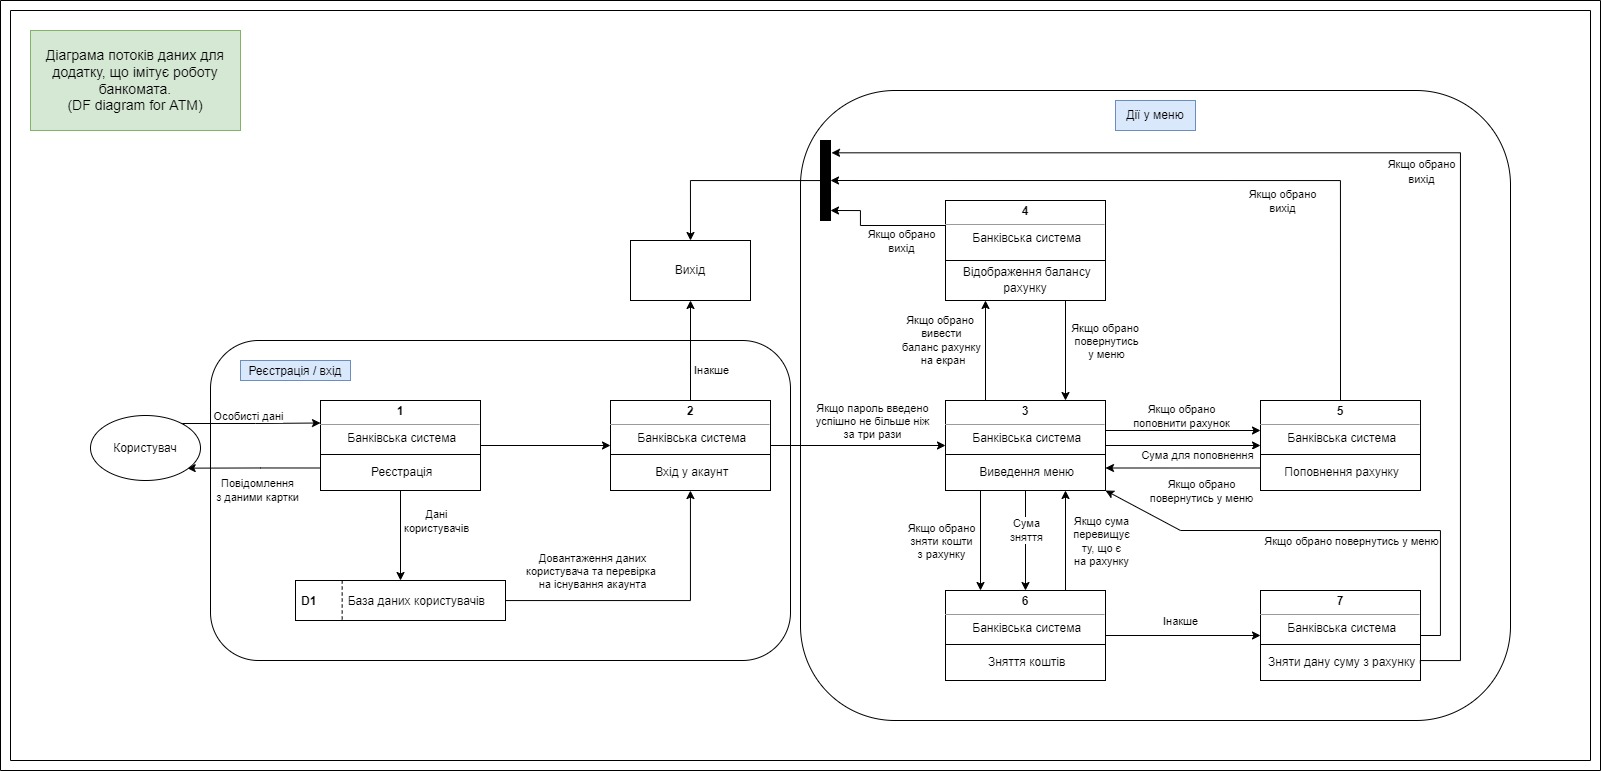 Діаграма потоків даних для
додатку, що імітує роботу
банкомата.
(DF diagram for ATM)
Дії у меню
Якщо обрано
вихід
Якщо обрано
вихід
4
Банківська система
Відображення балансу
рахунку
Якщо обрано
вихід
Вихід
Якщо обрано
вивести
баланс рахунку
на екран
Якщо обрано
повернутись
у меню
Реєстрація / вхід
Інакше
Користувач
Особисті дані
Повідомлення
з даними картки
1
Банківська система
Реєстрація
2
Банківська система
Вхід у акаунт
Якщо пароль введено
успішно не більше ніж
за три рази
3
Банківська система
Виведення меню
Якщо обрано
поповнити рахунок
Сума для поповнення
Якщо обрано
повернутись у меню
5
Банківська система
Поповнення рахунку
Дані
користувачів
Довантаження даних
користувача та перевірка
на існування акаунта
D1
База даних користувачів
Якщо обрано
зняти кошти
з рахунку
Сума
зняття
Якщо сума
перевищує
ту, що є
на рахунку
Якщо обрано повернутись у меню
6
Банківська система
Зняття коштів
Інакше
7
Банківська система
Зняти дану суму з рахунку